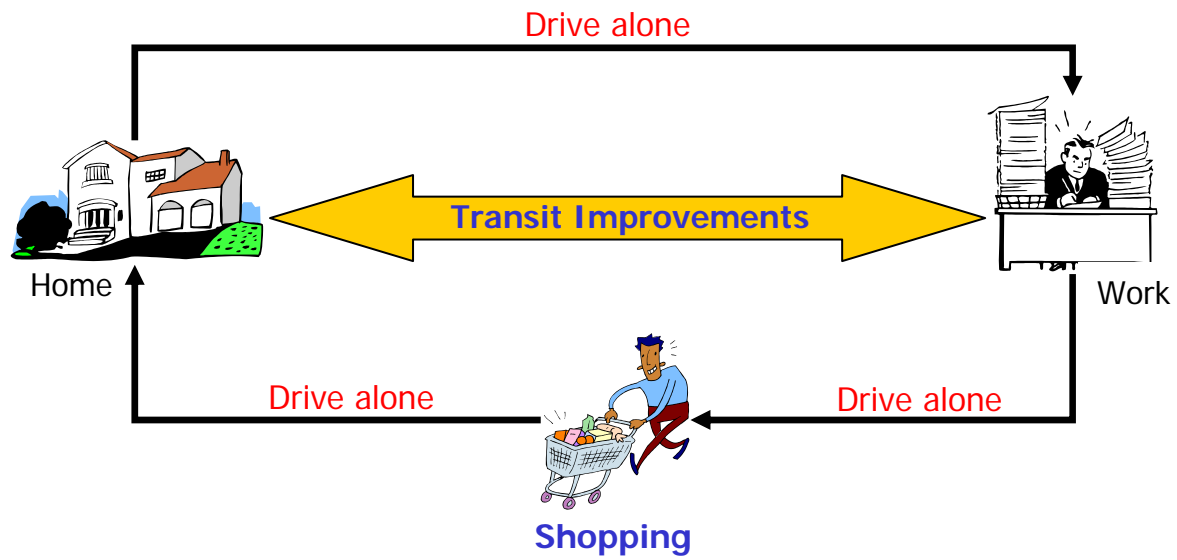 Drive alone
Transit Improvements
Home
Work
Drive alone
Drive alone
Shopping